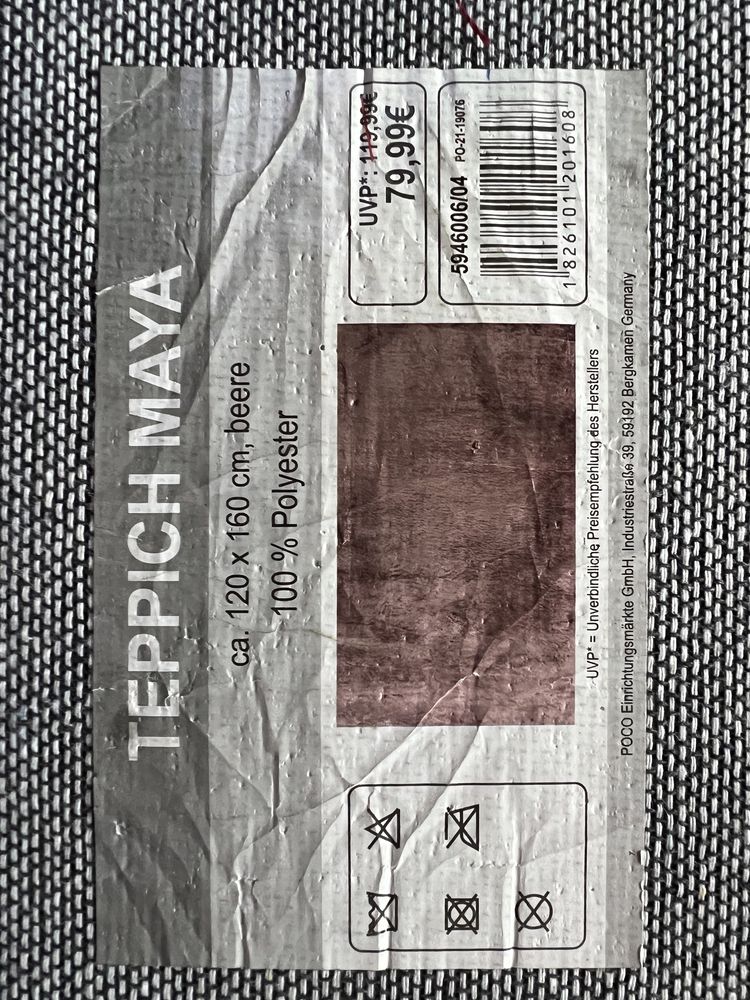 TEPPICH MAYA
ca. 120 x 160 cm, beere
100 % Polyester
UVP*: 119,99€
79,99€
5946006/04 PO-21-19076
1 826101 201608
UVP* = Unverbindliche Preisempfehlung des Herstellers
POCO Einrichtungsmärkte GmbH, Industriestraße 39, 59192 Bergkamen Germany